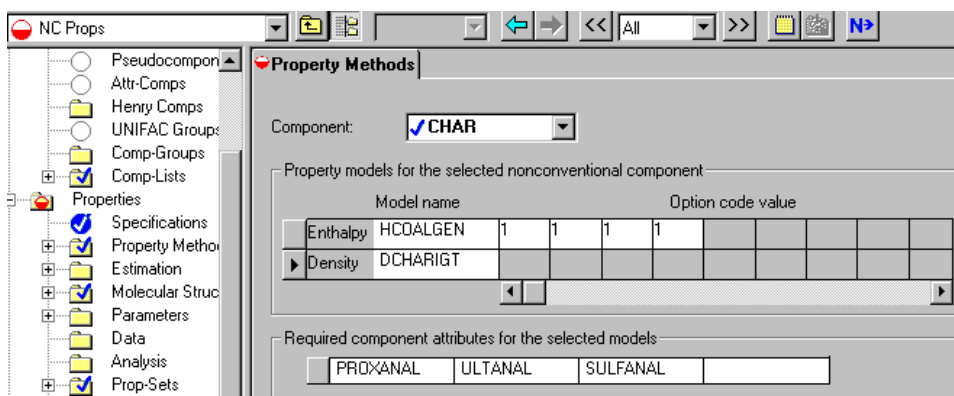 NC Props
All
<<
>>
N
Pseudocompon
Attr-Comps
Henry Comps
UNIFAC Groups
Comp-Groups
Comp-Lists
Properties
Specifications
Property Metho
Estimation
Molecular Struc
Parameters
Data
Analysis
Prop-Sets
Property Methods
Component: CHAR
Property models for the selected nonconventional component
Model name Option code value
Enthalpy HCOALGEN 1 1 1 1
Density DCHARIGT
Required component attributes for the selected models
PROXANAL ULTANAL SULFANAL